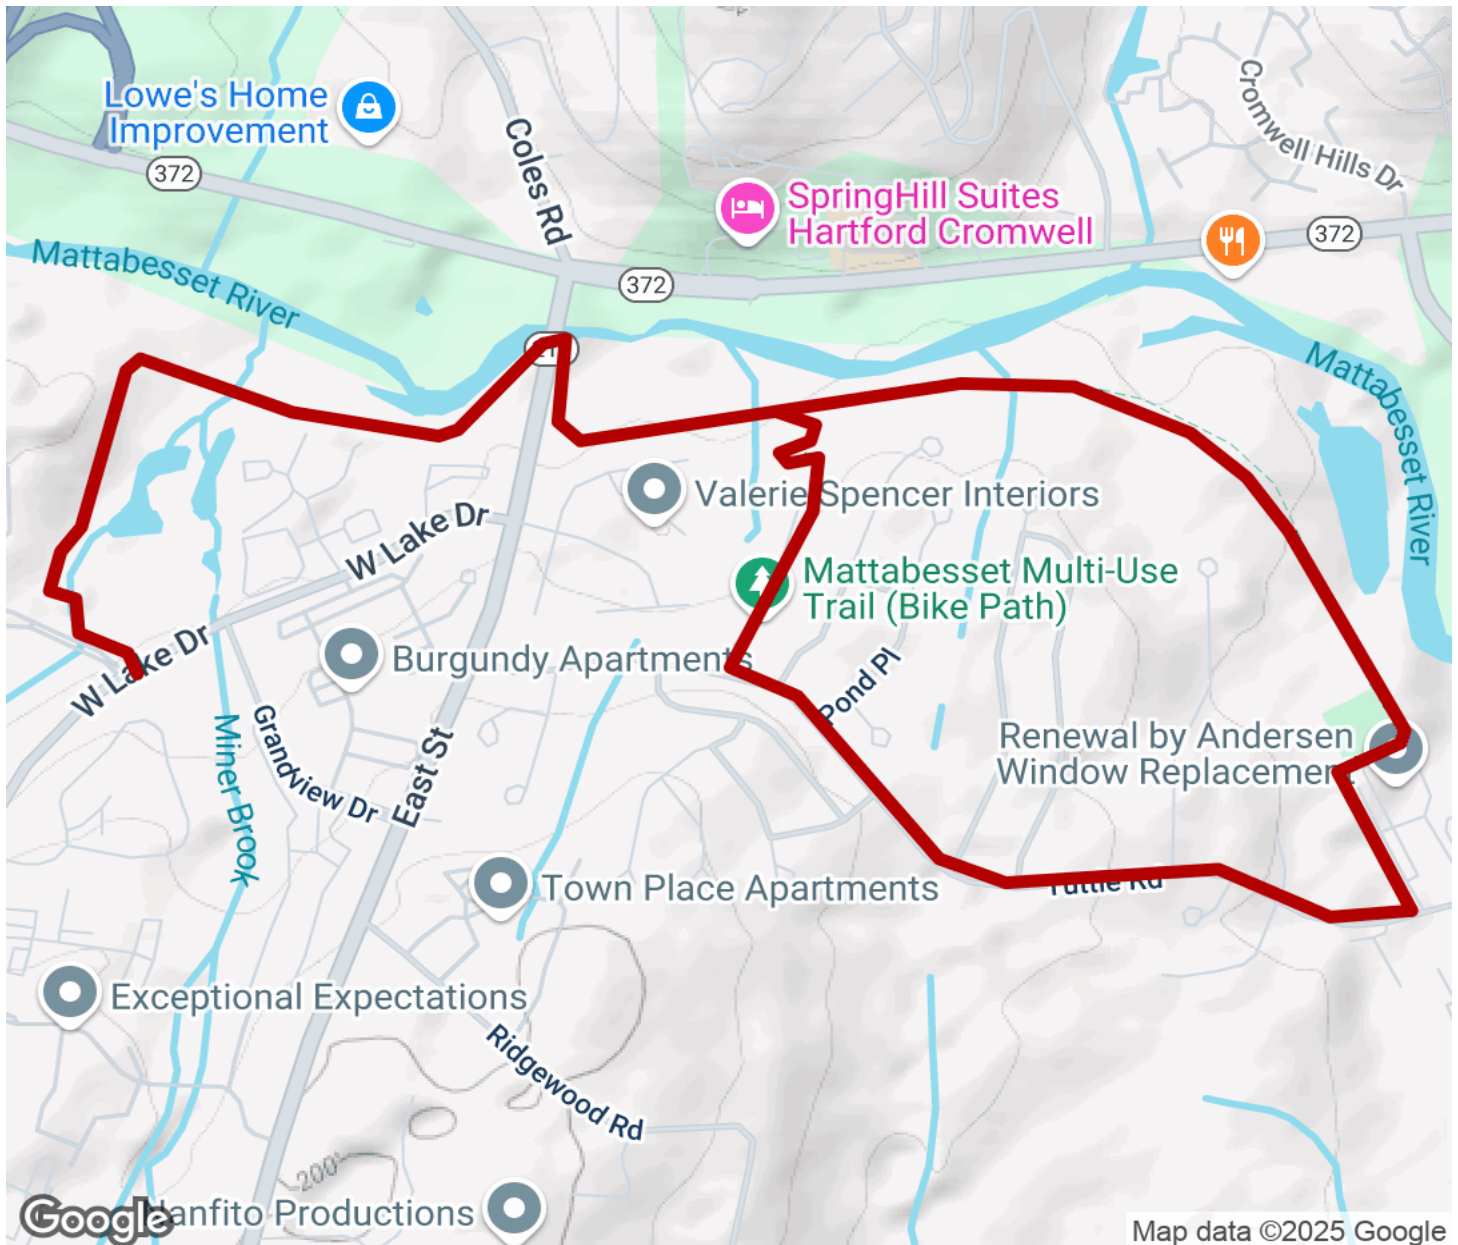 Lowe's Home
Improvement
372
Coles Rd
Cromwell Hills Dr
SpringHill Suites
Hartford Cromwell
372
372
Mattabesset River
Mattabesset River
W Lake Dr
Valerie Spencer Interiors
Mattabesset Multi-Use
Trail (Bike Path)
W Lake Dr
Burgundy Apartments
Pond Pl
Grandview Dr
Miner Brook
East St
Renewal by Andersen
Window Replacement
Town Place Apartments
Tuttle Rd
Exceptional Expectations
Ridgewood Rd
200'
Productions
Google
Map data ©2025 Google